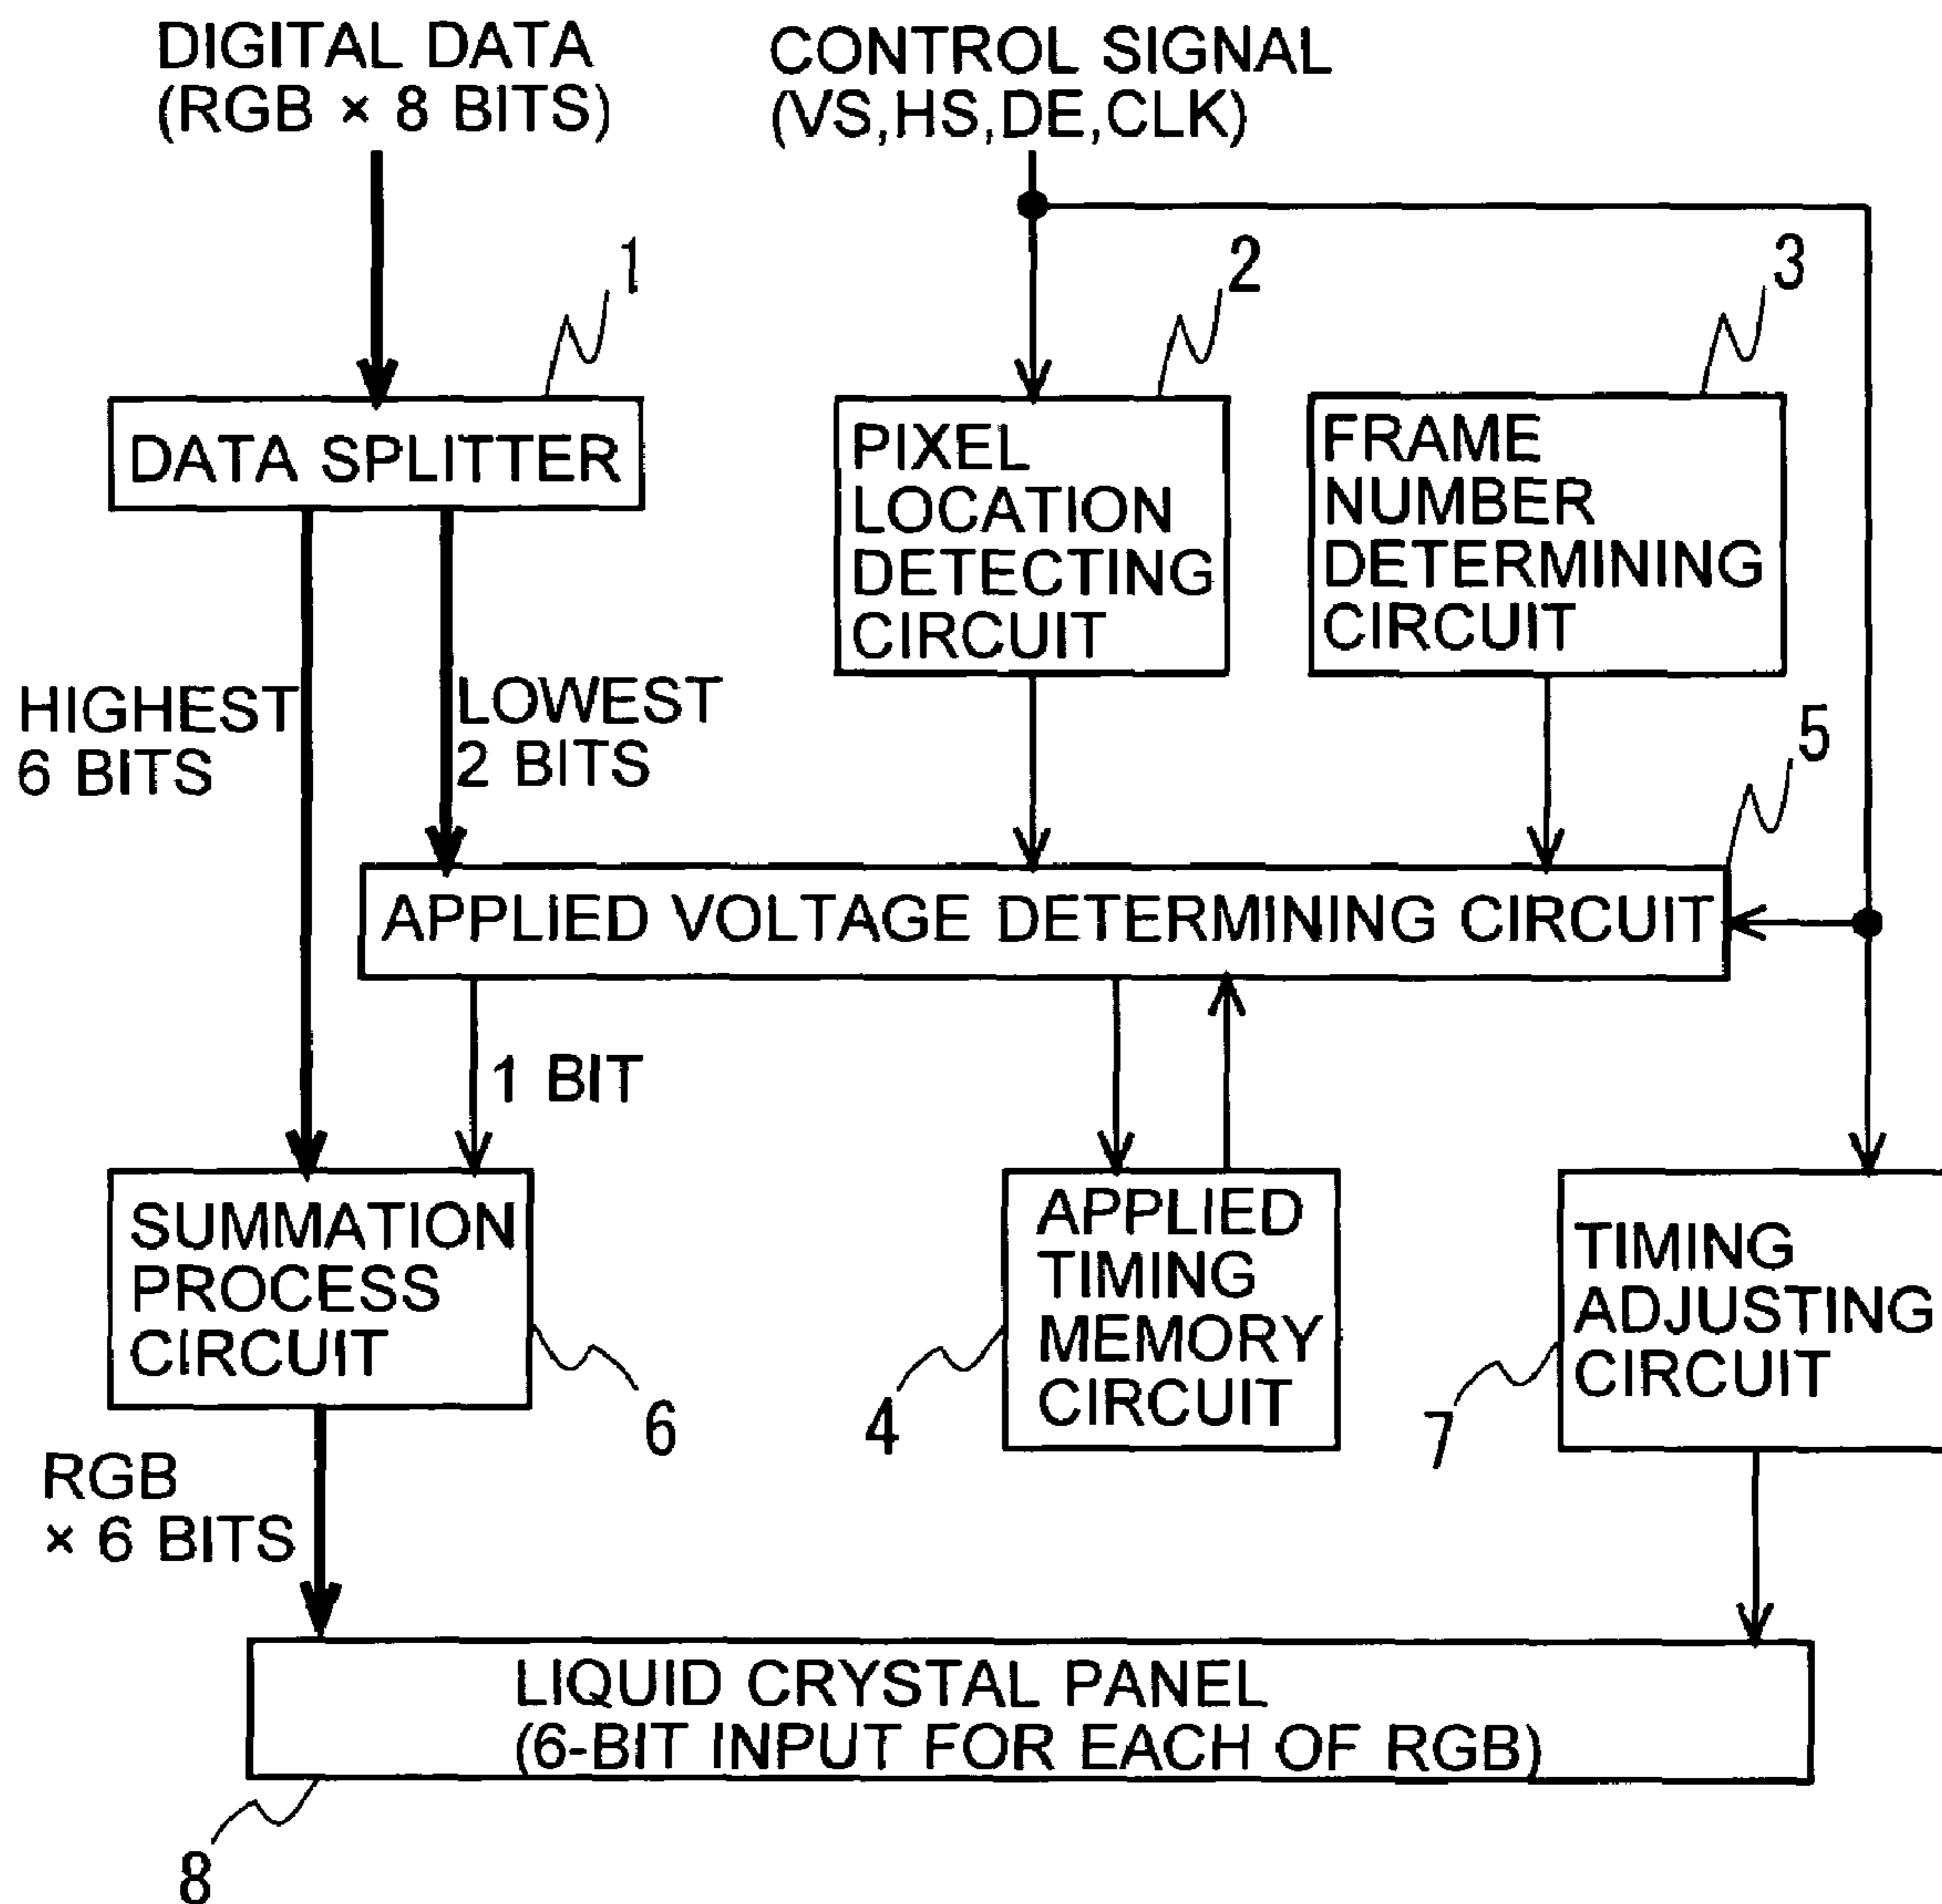 DIGITAL DATA
(RGB × 8 BITS)
CONTROL SIGNAL
(VS,HS,DE,CLK)
1
2
3
DATA SPLITTER
PIXEL
LOCATION
DETECTING
CIRCUIT
FRAME
NUMBER
DETERMINING
CIRCUIT
HIGHEST
6 BITS
LOWEST
2 BITS
5
APPLIED VOLTAGE DETERMINING CIRCUIT
1 BIT
SUMMATION
PROCESS
CIRCUIT
6
APPLIED
TIMING
MEMORY
CIRCUIT
4
TIMING
ADJUSTING
CIRCUIT
7
RGB
× 6 BITS
LIQUID CRYSTAL PANEL
(6-BIT INPUT FOR EACH OF RGB)
8